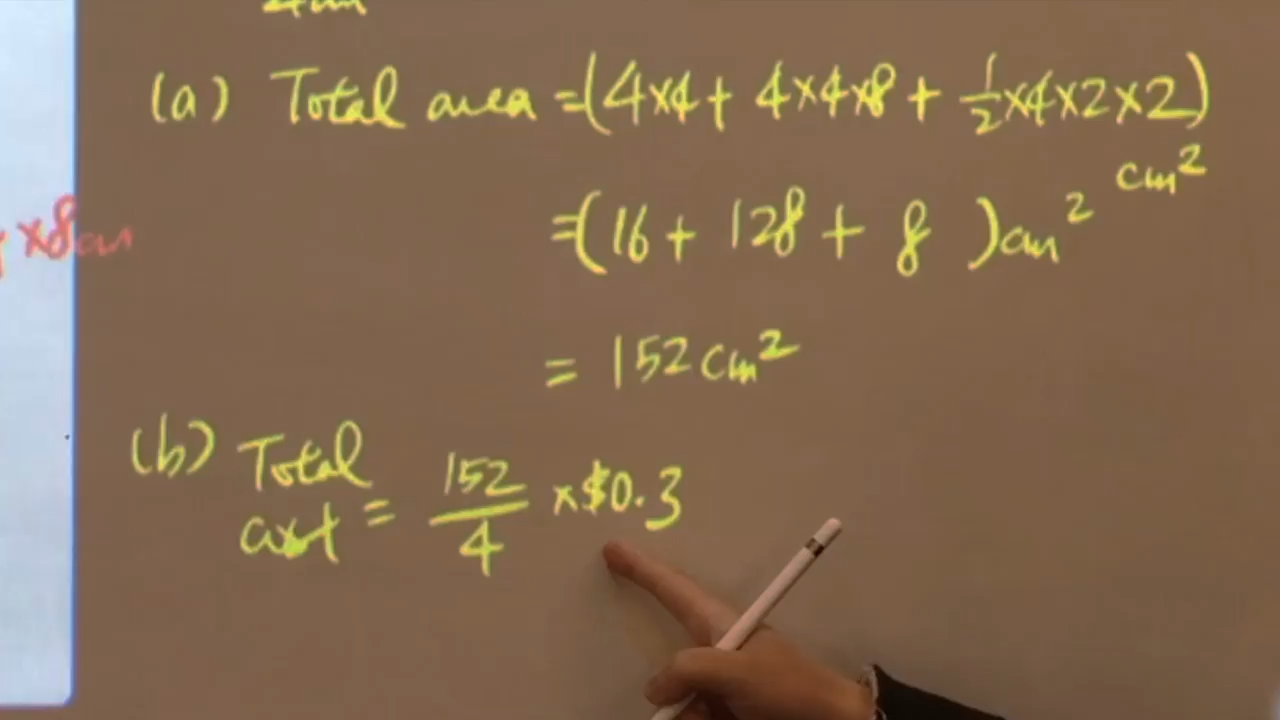 (a) Total area = (4×4 + 4×4×8 + 1/2×4×2×2)
cm²
= (16 + 128 + 8 ) cm²
= 152 cm²
×8cm
(b) Total
cost = 152/4 × $0.3